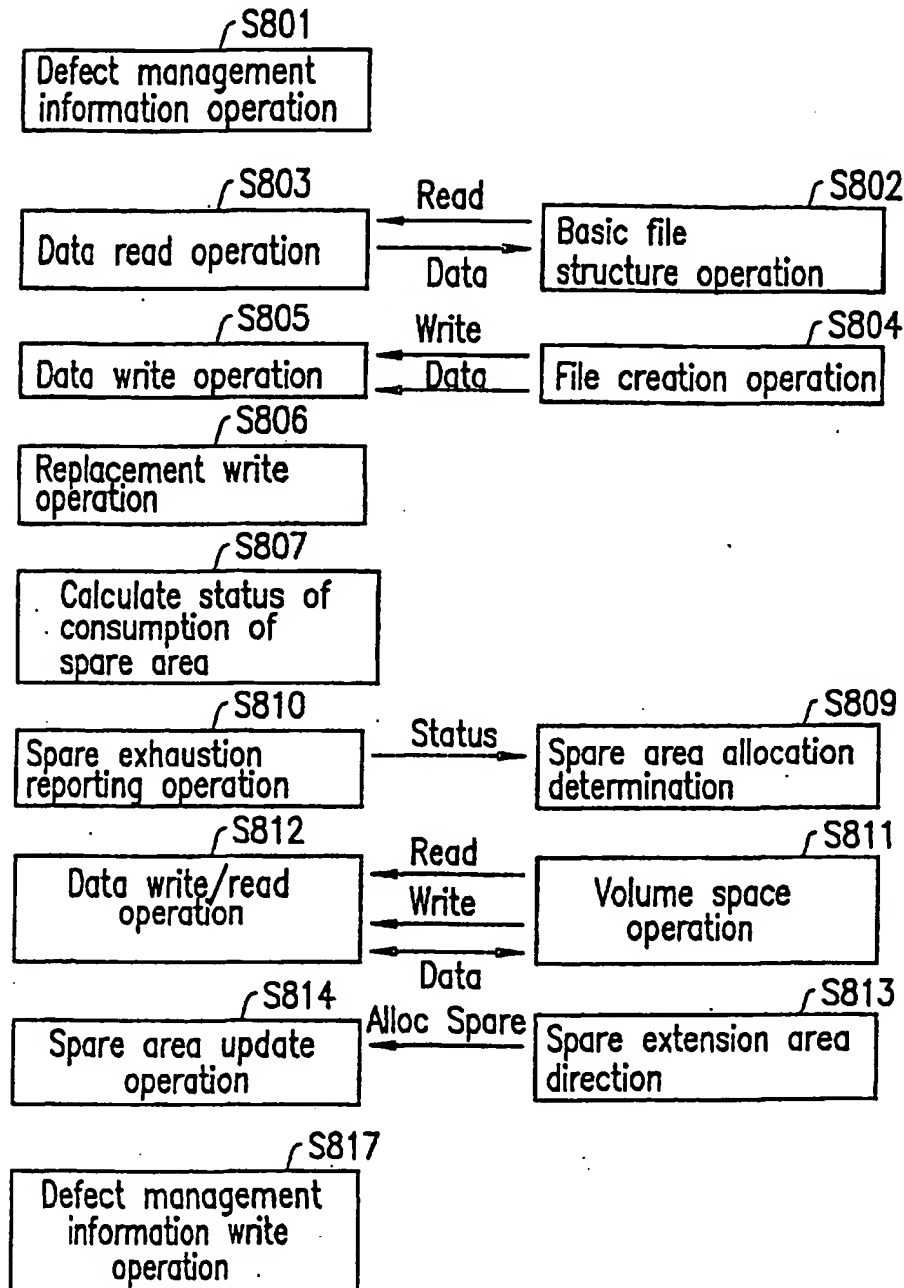 S801
Defect management
information operation
S803
Data read operation
Read
Data
S802
Basic file
structure operation
S805
Data write operation
Write
Data
S804
File creation operation
S806
Replacement write
operation
S807
Calculate status of
consumption of
spare area
S810
Spare exhaustion
reporting operation
Status
S809
Spare area allocation
determination
S812
Data write/read
operation
Read
Write
Data
S811
Volume space
operation
S814
Spare area update
operation
Alloc Spare
S813
Spare extension area
direction
S817
Defect management
information write
operation